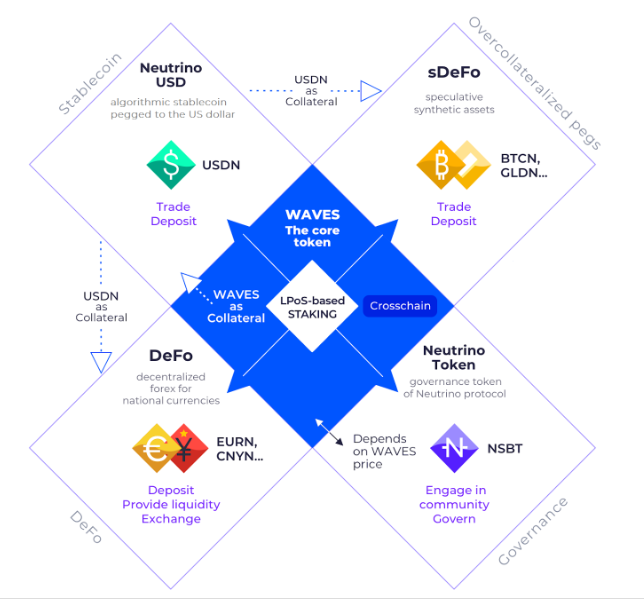 Stablecoin
Neutrino
USD
algorithmic stablecoin
pegged to the US dollar
USDN
Trade
Deposit
USDN
as
Collateral
Overcollateralized pegs
sDeFo
speculative
synthetic assets
BTCN,
GLDN...
Trade
Deposit
WAVES
The core
token
WAVES
as
Collateral
LPoS-based
STAKING
Crosschain
USDN
as
Collateral
DeFo
decentralized
forex for
national currencies
EURN,
CNYN...
Deposit
Provide liquidity
Exchange
DeFo
Depends
on WAVES
price
Neutrino
Token
governance token
of Neutrino protocol
NSBT
Engage in
community
Govern
Governance